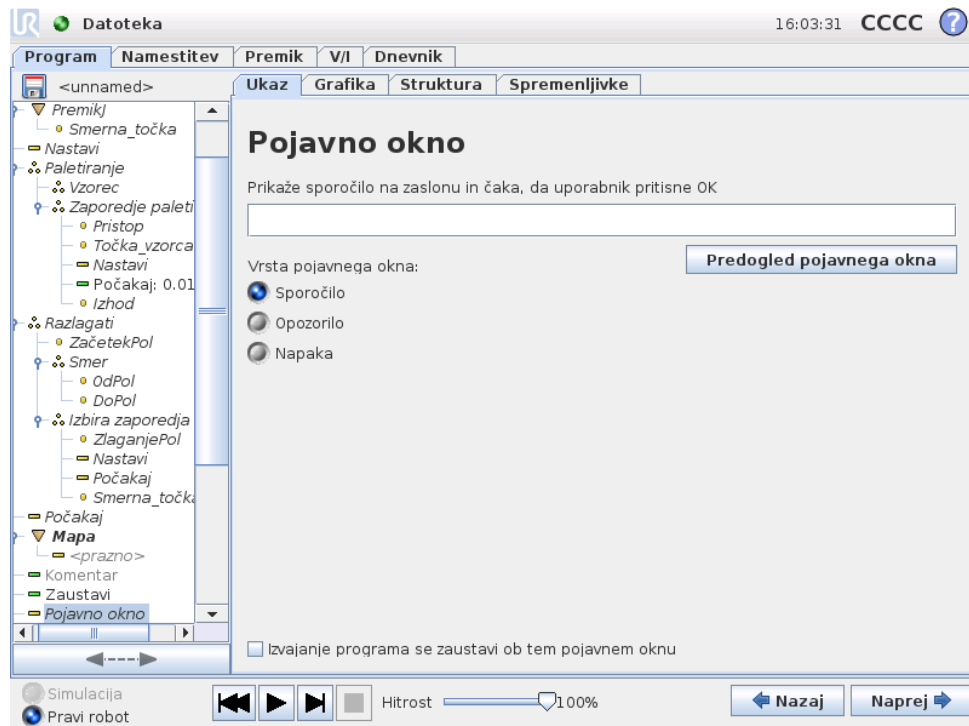 Datoteka 16:03:31 CCCC ?
Program Namestitev Premik V/I Dnevnik
<unnamed>
Ukaz Grafika Struktura Spremenljivke
PremikJ
Smerna_točka
Nastavi
Paletiranje
Vzorec
Zaporedje paleti
Pristop
Točka_vzorca
Nastavi
Počakaj: 0.01
Izhod
Razlagati
ZačetekPol
Smer
OdPol
DoPol
Izbira zaporedja
ZlaganjePol
Nastavi
Počakaj
Smerna_točka
Počakaj
Mapa
<prazno>
Komentar
Zaustavi
Pojavno okno
Pojavno okno
Prikaže sporočilo na zaslonu in čaka, da uporabnik pritisne OK
Predogled pojavnega okna
Vrsta pojavnega okna:
Sporočilo
Opozorilo
Napaka
Izvajanje programa se zaustavi ob tem pojavnem oknu
Simulacija
Pravi robot
Hitrost 100%
Nazaj Naprej